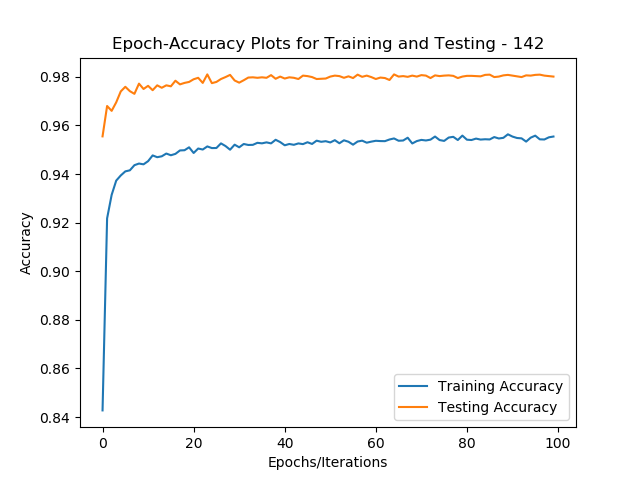 Epoch-Accuracy Plots for Training and Testing - 142
0.98
0.96
0.94
0.92
0.90
0.88
0.86
0.84
Accuracy
Training Accuracy
Testing Accuracy
0 20 40 60 80 100
Epochs/Iterations